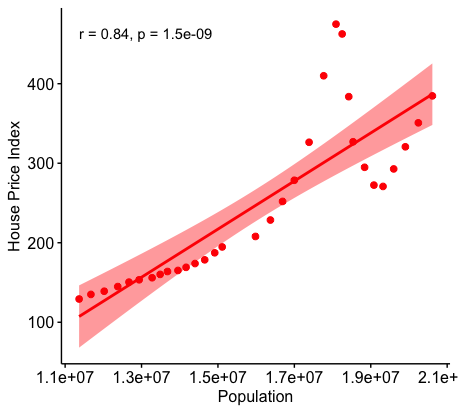 r = 0.84, p = 1.5e-09
House Price Index
400
300
200
100
1.1e+07 1.3e+07 1.5e+07 1.7e+07 1.9e+07 2.1e+
Population